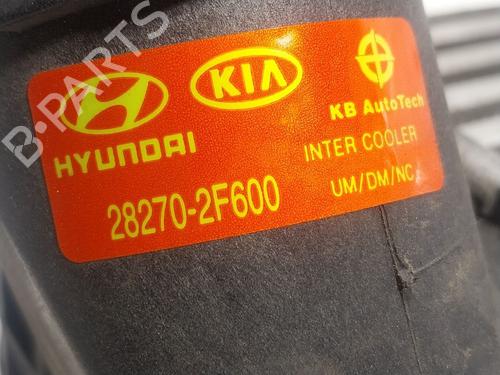 B-PARTS
HYUNDAI
KIA
KB AutoTech
INTER COOLER
28270-2F600
UM/DM/NC